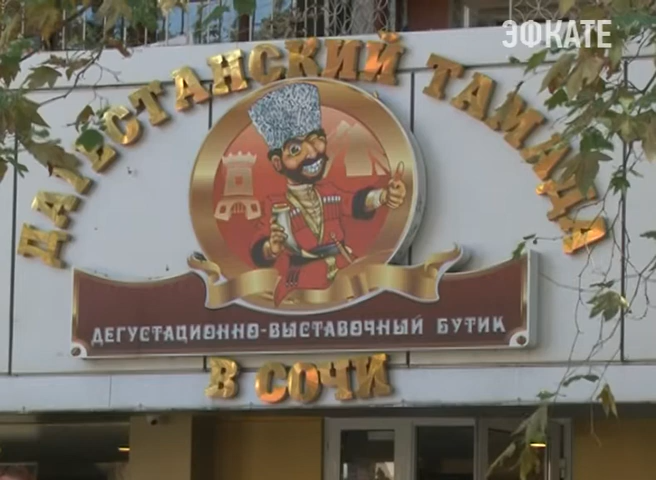 ЭФКАТЕ
ДАГЕСТАНСКИЙ ТАМАДА
ДЕГУСТАЦИОННО-ВЫСТАВОЧНЫЙ БУТИК
В СОЧИ